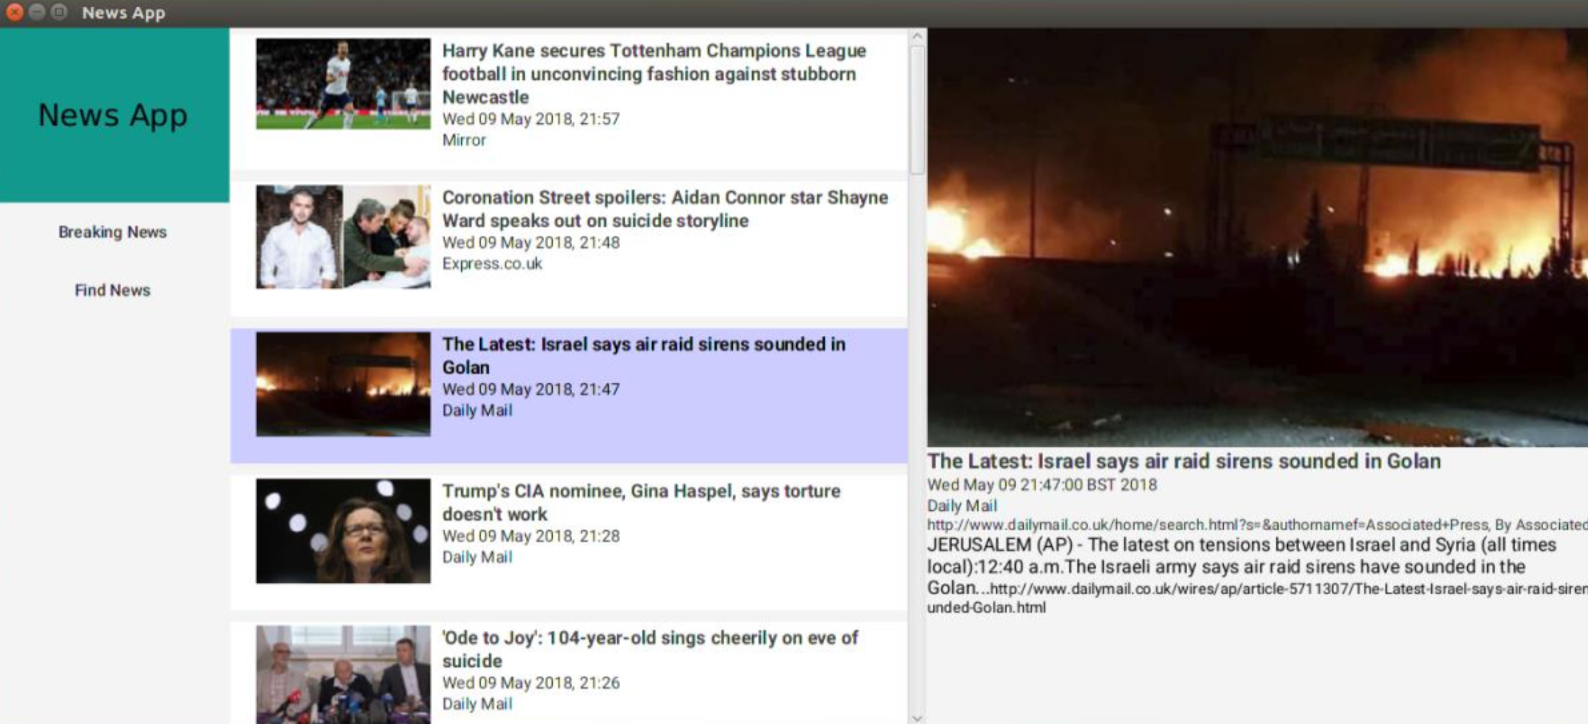 News App
News App
Breaking News
Find News
Harry Kane secures Tottenham Champions League
football in unconvincing fashion against stubborn
Newcastle
Wed 09 May 2018, 21:57
Mirror
Coronation Street spoilers: Aidan Connor star Shayne
Ward speaks out on suicide storyline
Wed 09 May 2018, 21:48
Express.co.uk
The Latest: Israel says air raid sirens sounded in
Golan
Wed 09 May 2018, 21:47
Daily Mail
Trump's CIA nominee, Gina Haspel, says torture
doesn't work
Wed 09 May 2018, 21:28
Daily Mail
'Ode to Joy': 104-year-old sings cheerily on eve of
suicide
Wed 09 May 2018, 21:26
Daily Mail
The Latest: Israel says air raid sirens sounded in Golan
Wed May 09 21:47:00 BST 2018
Daily Mail
http://www.dailymail.co.uk/home/search.html?s=&authornamef=Associated+Press, By Associated
JERUSALEM (AP) - The latest on tensions between Israel and Syria (all times
local):12:40 a.m.The Israeli army says air raid sirens have sounded in the
Golan...http://www.dailymail.co.uk/wires/ap/article-5711307/The-Latest-Israel-says-air-raid-siren
unded-Golan.html